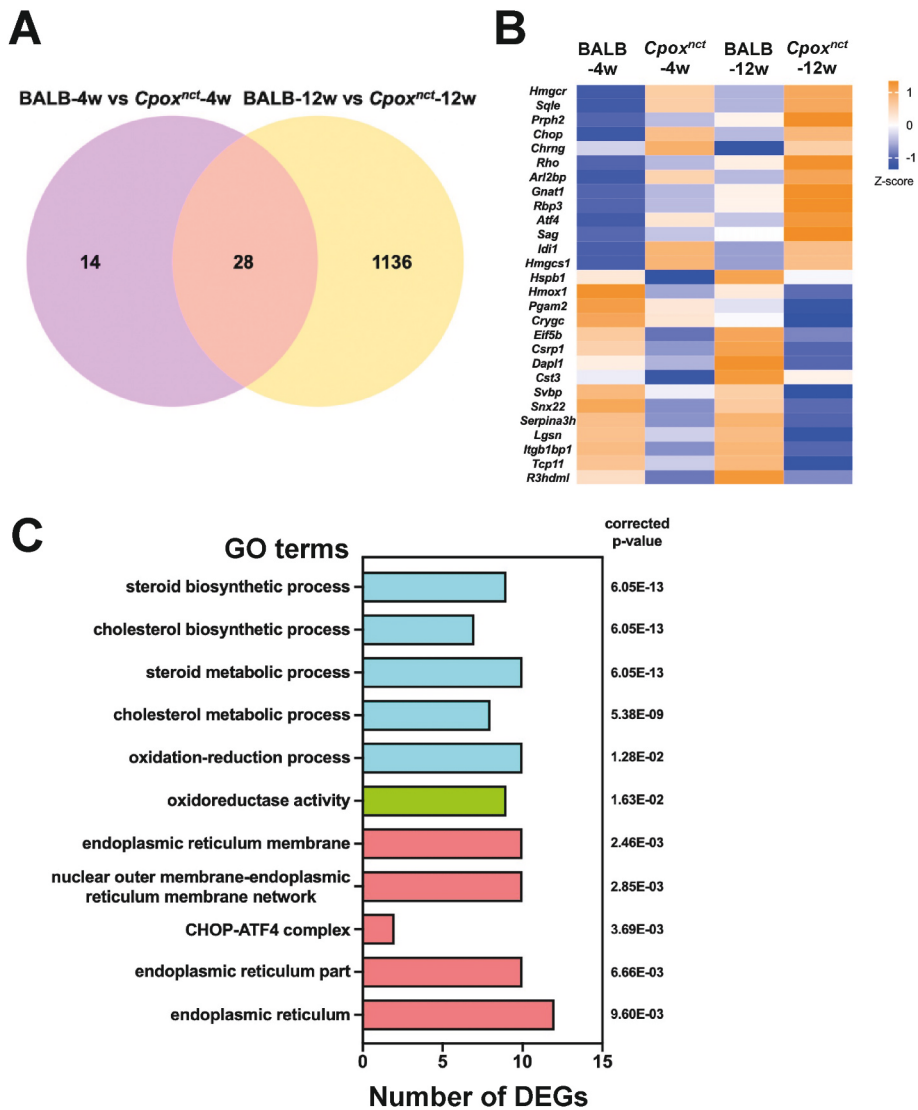 A
BALB-4w vs Cpoxnct-4w
BALB-12w vs Cpoxnct-12w
14
28
1136
B
BALB
-4w
Cpoxnct
-4w
BALB
-12w
Cpoxnct
-12w
Hmgcr
Sqle
Prph2
Chop
Chrng
Rho
Arl2bp
Gnat1
Rbp3
Atf4
Sag
Idi1
Hmgcs1
Hspb1
Hmox1
Pgam2
Crygc
Eif5b
Csrp1
Dapl1
Cst3
Svbp
Snx22
Serpina3h
Lgsn
Itgb1bp1
Tcp11
R3hdml
1
0
-1
Z-score
C
GO terms
corrected
p-value
steroid biosynthetic process 6.05E-13
cholesterol biosynthetic process 6.05E-13
steroid metabolic process 6.05E-13
cholesterol metabolic process 5.38E-09
oxidation-reduction process 1.28E-02
oxidoreductase activity 1.63E-02
endoplasmic reticulum membrane 2.46E-03
nuclear outer membrane-endoplasmic
reticulum membrane network 2.85E-03
CHOP-ATF4 complex 3.69E-03
endoplasmic reticulum part 6.66E-03
endoplasmic reticulum 9.60E-03
0 5 10 15
Number of DEGs